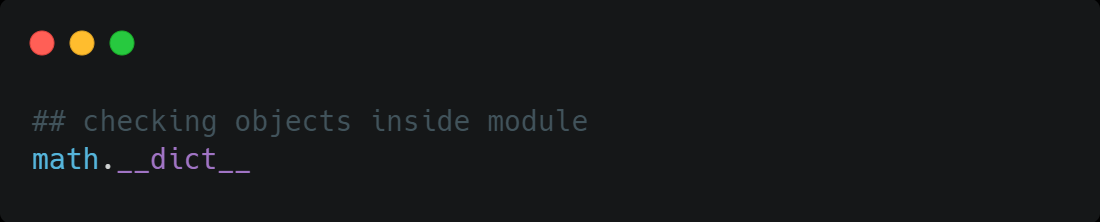 ## checking objects inside module
math.__dict__